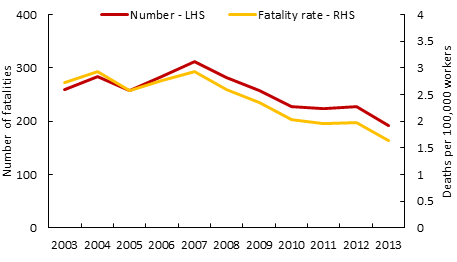 Number - LHS
Fatality rate - RHS
Number of fatalities
400
300
200
100
0
4
3.5
3
2.5
2
1.5
1
0.5
0
Deaths per 100,000 workers
2003 2004 2005 2006 2007 2008 2009 2010 2011 2012 2013